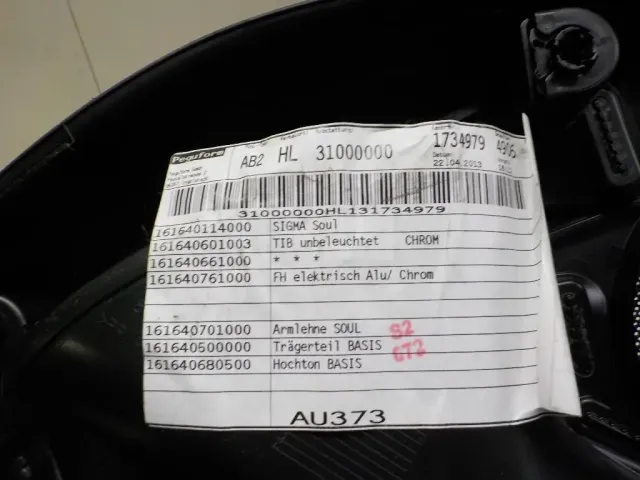 Peguform
AB2 HL 31000000 1734979 4906
22.04.2013
31000000HL131734979
161640114000 SIGMA Soul
161640601003 TIB unbeleuchtet CHROM
161640661000 * * *
161640761000 FH elektrisch Alu/ Chrom
161640701000 Armlehne SOUL S2
161640500000 Trägerteil BASIS 672
161640680500 Hochton BASIS
AU373